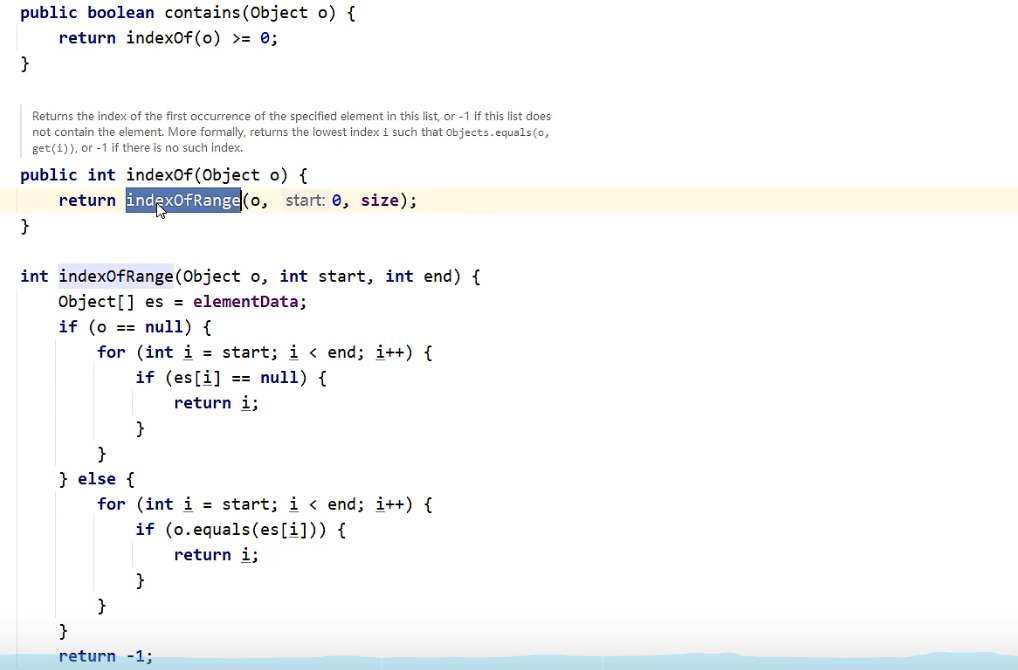 public boolean contains(Object o) {
    return indexOf(o) >= 0;
}
Returns the index of the first occurrence of the specified element in this list, or -1 if this list does
not contain the element. More formally, returns the lowest index i such that Objects.equals(o,
get(i)), or -1 if there is no such index.
public int indexOf(Object o) {
    return indexOfRange(o, start: 0, size);
}
int indexOfRange(Object o, int start, int end) {
    Object[] es = elementData;
    if (o == null) {
        for (int i = start; i < end; i++) {
            if (es[i] == null) {
                return i;
            }
        }
    } else {
        for (int i = start; i < end; i++) {
            if (o.equals(es[i])) {
                return i;
            }
        }
    }
    return -1;